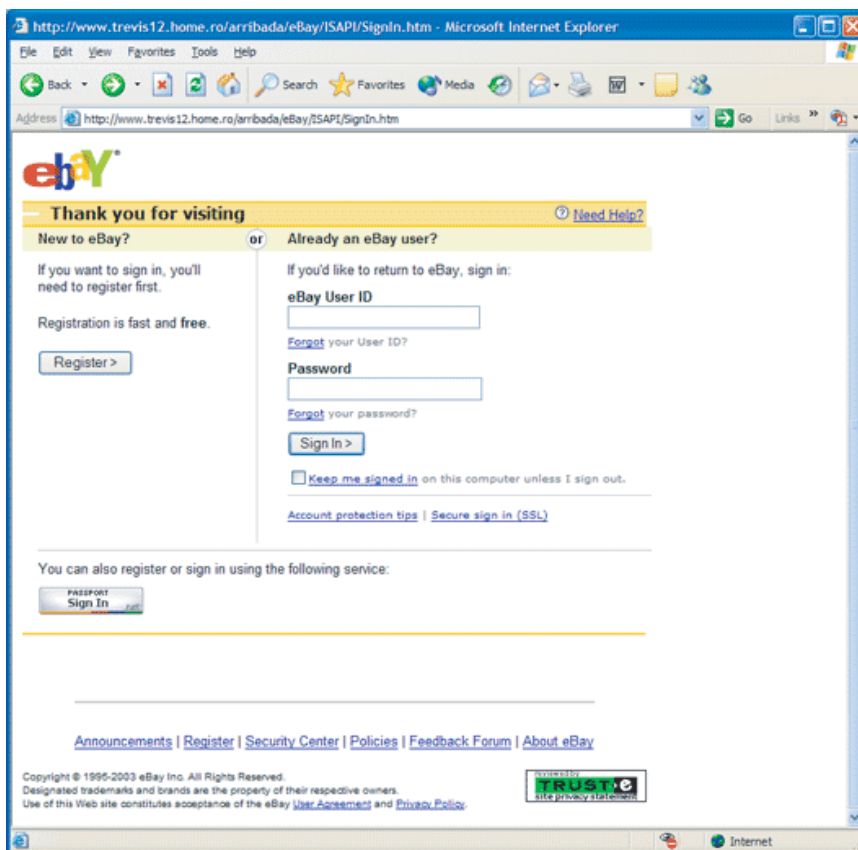 http://www.trevis12.home.ro/arribada/eBay/ISAPI/SignIn.htm - Microsoft Internet Explorer
File Edit View Favorites Tools Help
Back Search Favorites Media
Address http://www.trevis12.home.ro/arribada/eBay/ISAPI/SignIn.htm Go Links »
ebaY
Thank you for visiting
Need Help?
New to eBay?
or
Already an eBay user?
If you want to sign in, you'll
need to register first.
Registration is fast and free.
Register >
If you'd like to return to eBay, sign in:
eBay User ID
Forgot your User ID?
Password
Forgot your password?
Sign In >
Keep me signed in on this computer unless I sign out.
Account protection tips | Secure sign in (SSL)
You can also register or sign in using the following service:
PASSPORT
Sign In .net
Announcements | Register | Security Center | Policies | Feedback Forum | About eBay
Copyright © 1995-2003 eBay Inc. All Rights Reserved.
Designated trademarks and brands are the property of their respective owners.
Use of this Web site constitutes acceptance of the eBay User Agreement and Privacy Policy.
reviewed by
TRUST·e
site privacy statement
Internet